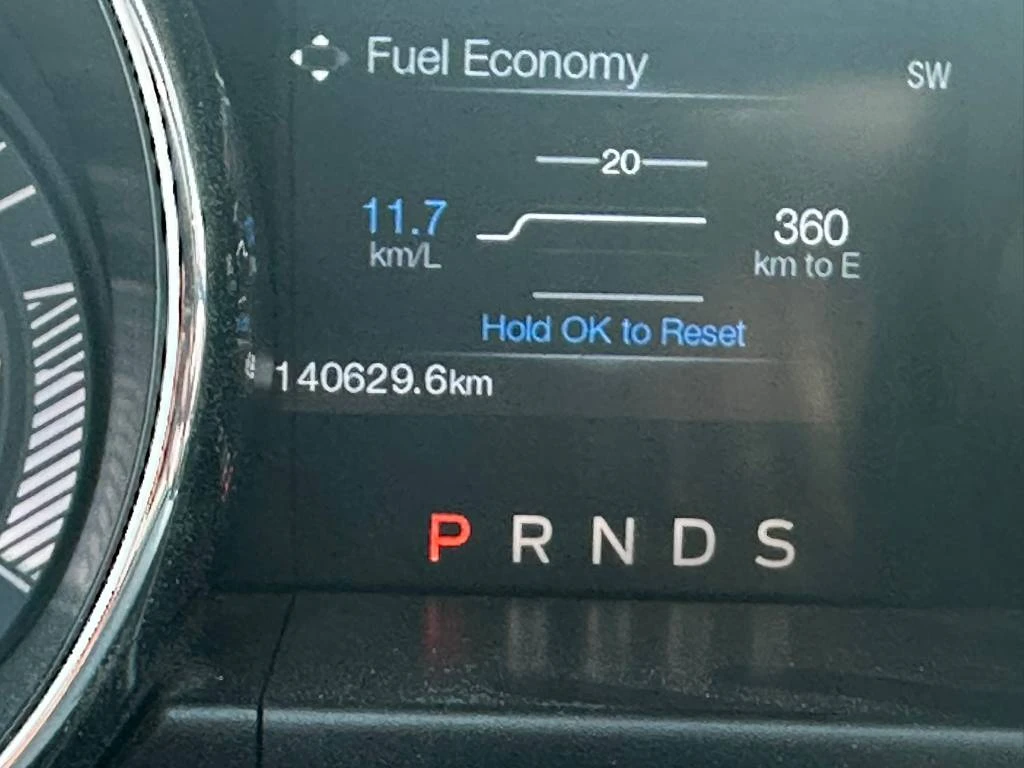 Fuel Economy
SW
20
11.7
km/L
360
km to E
Hold OK to Reset
140629.6km
P R N D S